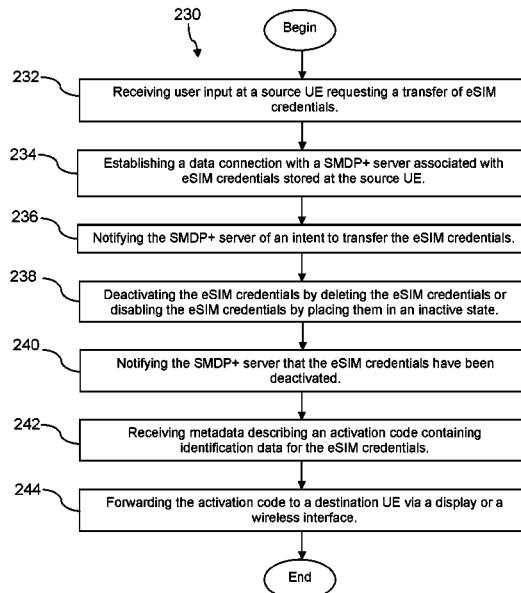 230
Begin
232
Receiving user input at a source UE requesting a transfer of eSIM
credentials.
234
Establishing a data connection with a SMDP+ server associated with
eSIM credentials stored at the source UE.
236
Notifying the SMDP+ server of an intent to transfer the eSIM credentials.
238
Deactivating the eSIM credentials by deleting the eSIM credentials or
disabling the eSIM credentials by placing them in an inactive state.
240
Notifying the SMDP+ server that the eSIM credentials have been
deactivated.
242
Receiving metadata describing an activation code containing
identification data for the eSIM credentials.
244
Forwarding the activation code to a destination UE via a display or a
wireless interface.
End